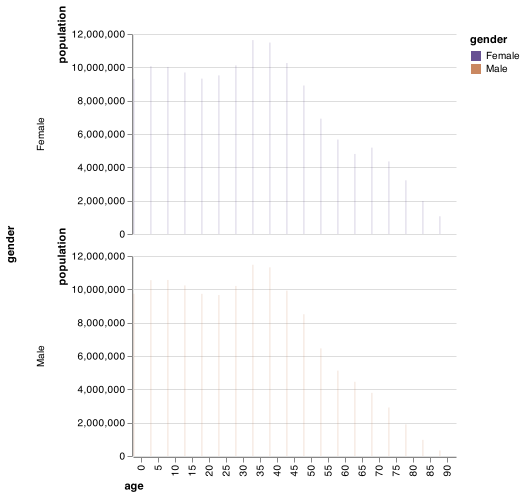 population
12,000,000
10,000,000
8,000,000
6,000,000
4,000,000
2,000,000
0
Female
gender
Female
Male
gender
population
12,000,000
10,000,000
8,000,000
6,000,000
4,000,000
2,000,000
0
Male
0 5 10 15 20 25 30 35 40 45 50 55 60 65 70 75 80 85 90
age